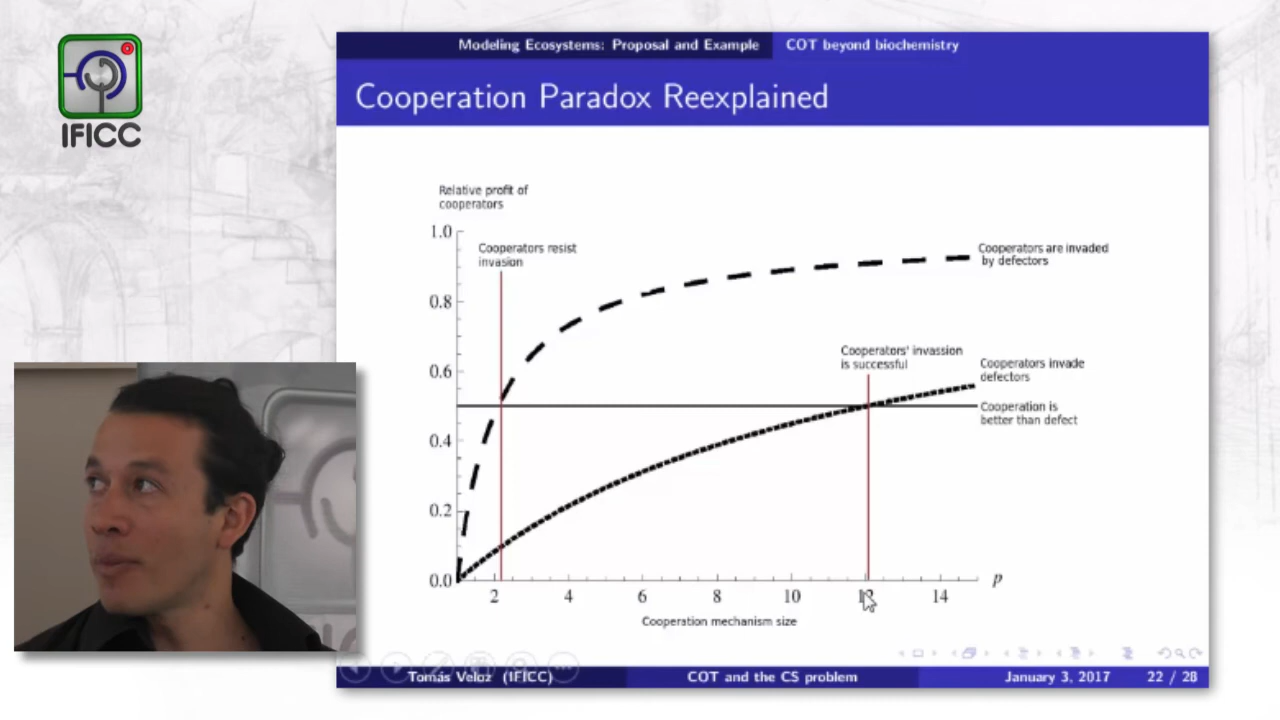 IFICC
Modeling Ecosystems: Proposal and Example COT beyond biochemistry
Cooperation Paradox Reexplained
Relative profit of
cooperators
1.0
0.8
0.6
0.4
0.2
0.0
Cooperators resist
invasion
Cooperators are invaded
by defectors
Cooperators' invassion
is successful
Cooperators invade
defectors
Cooperation is
better than defect
2 4 6 8 10 14 p
Cooperation mechanism size
Tomás Veloz (IFICC) COT and the CS problem January 3, 2017 22 / 28